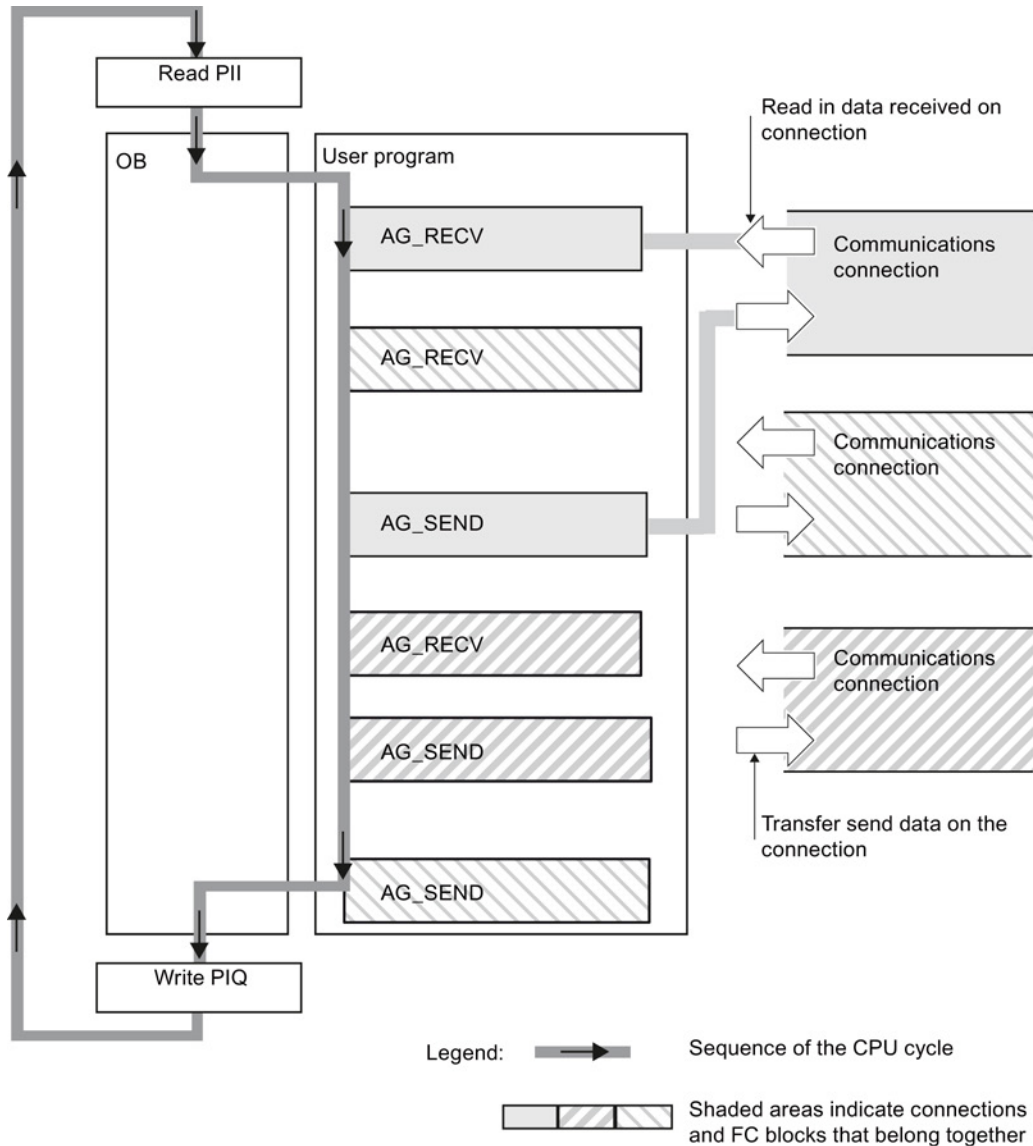 Read PII
OB
User program
Read in data received on
connection
AG_RECV
Communications
connection
AG_RECV
Communications
connection
AG_SEND
AG_RECV
Communications
connection
AG_SEND
Transfer send data on the
connection
AG_SEND
Write PIQ
Legend:
Sequence of the CPU cycle
Shaded areas indicate connections
and FC blocks that belong together